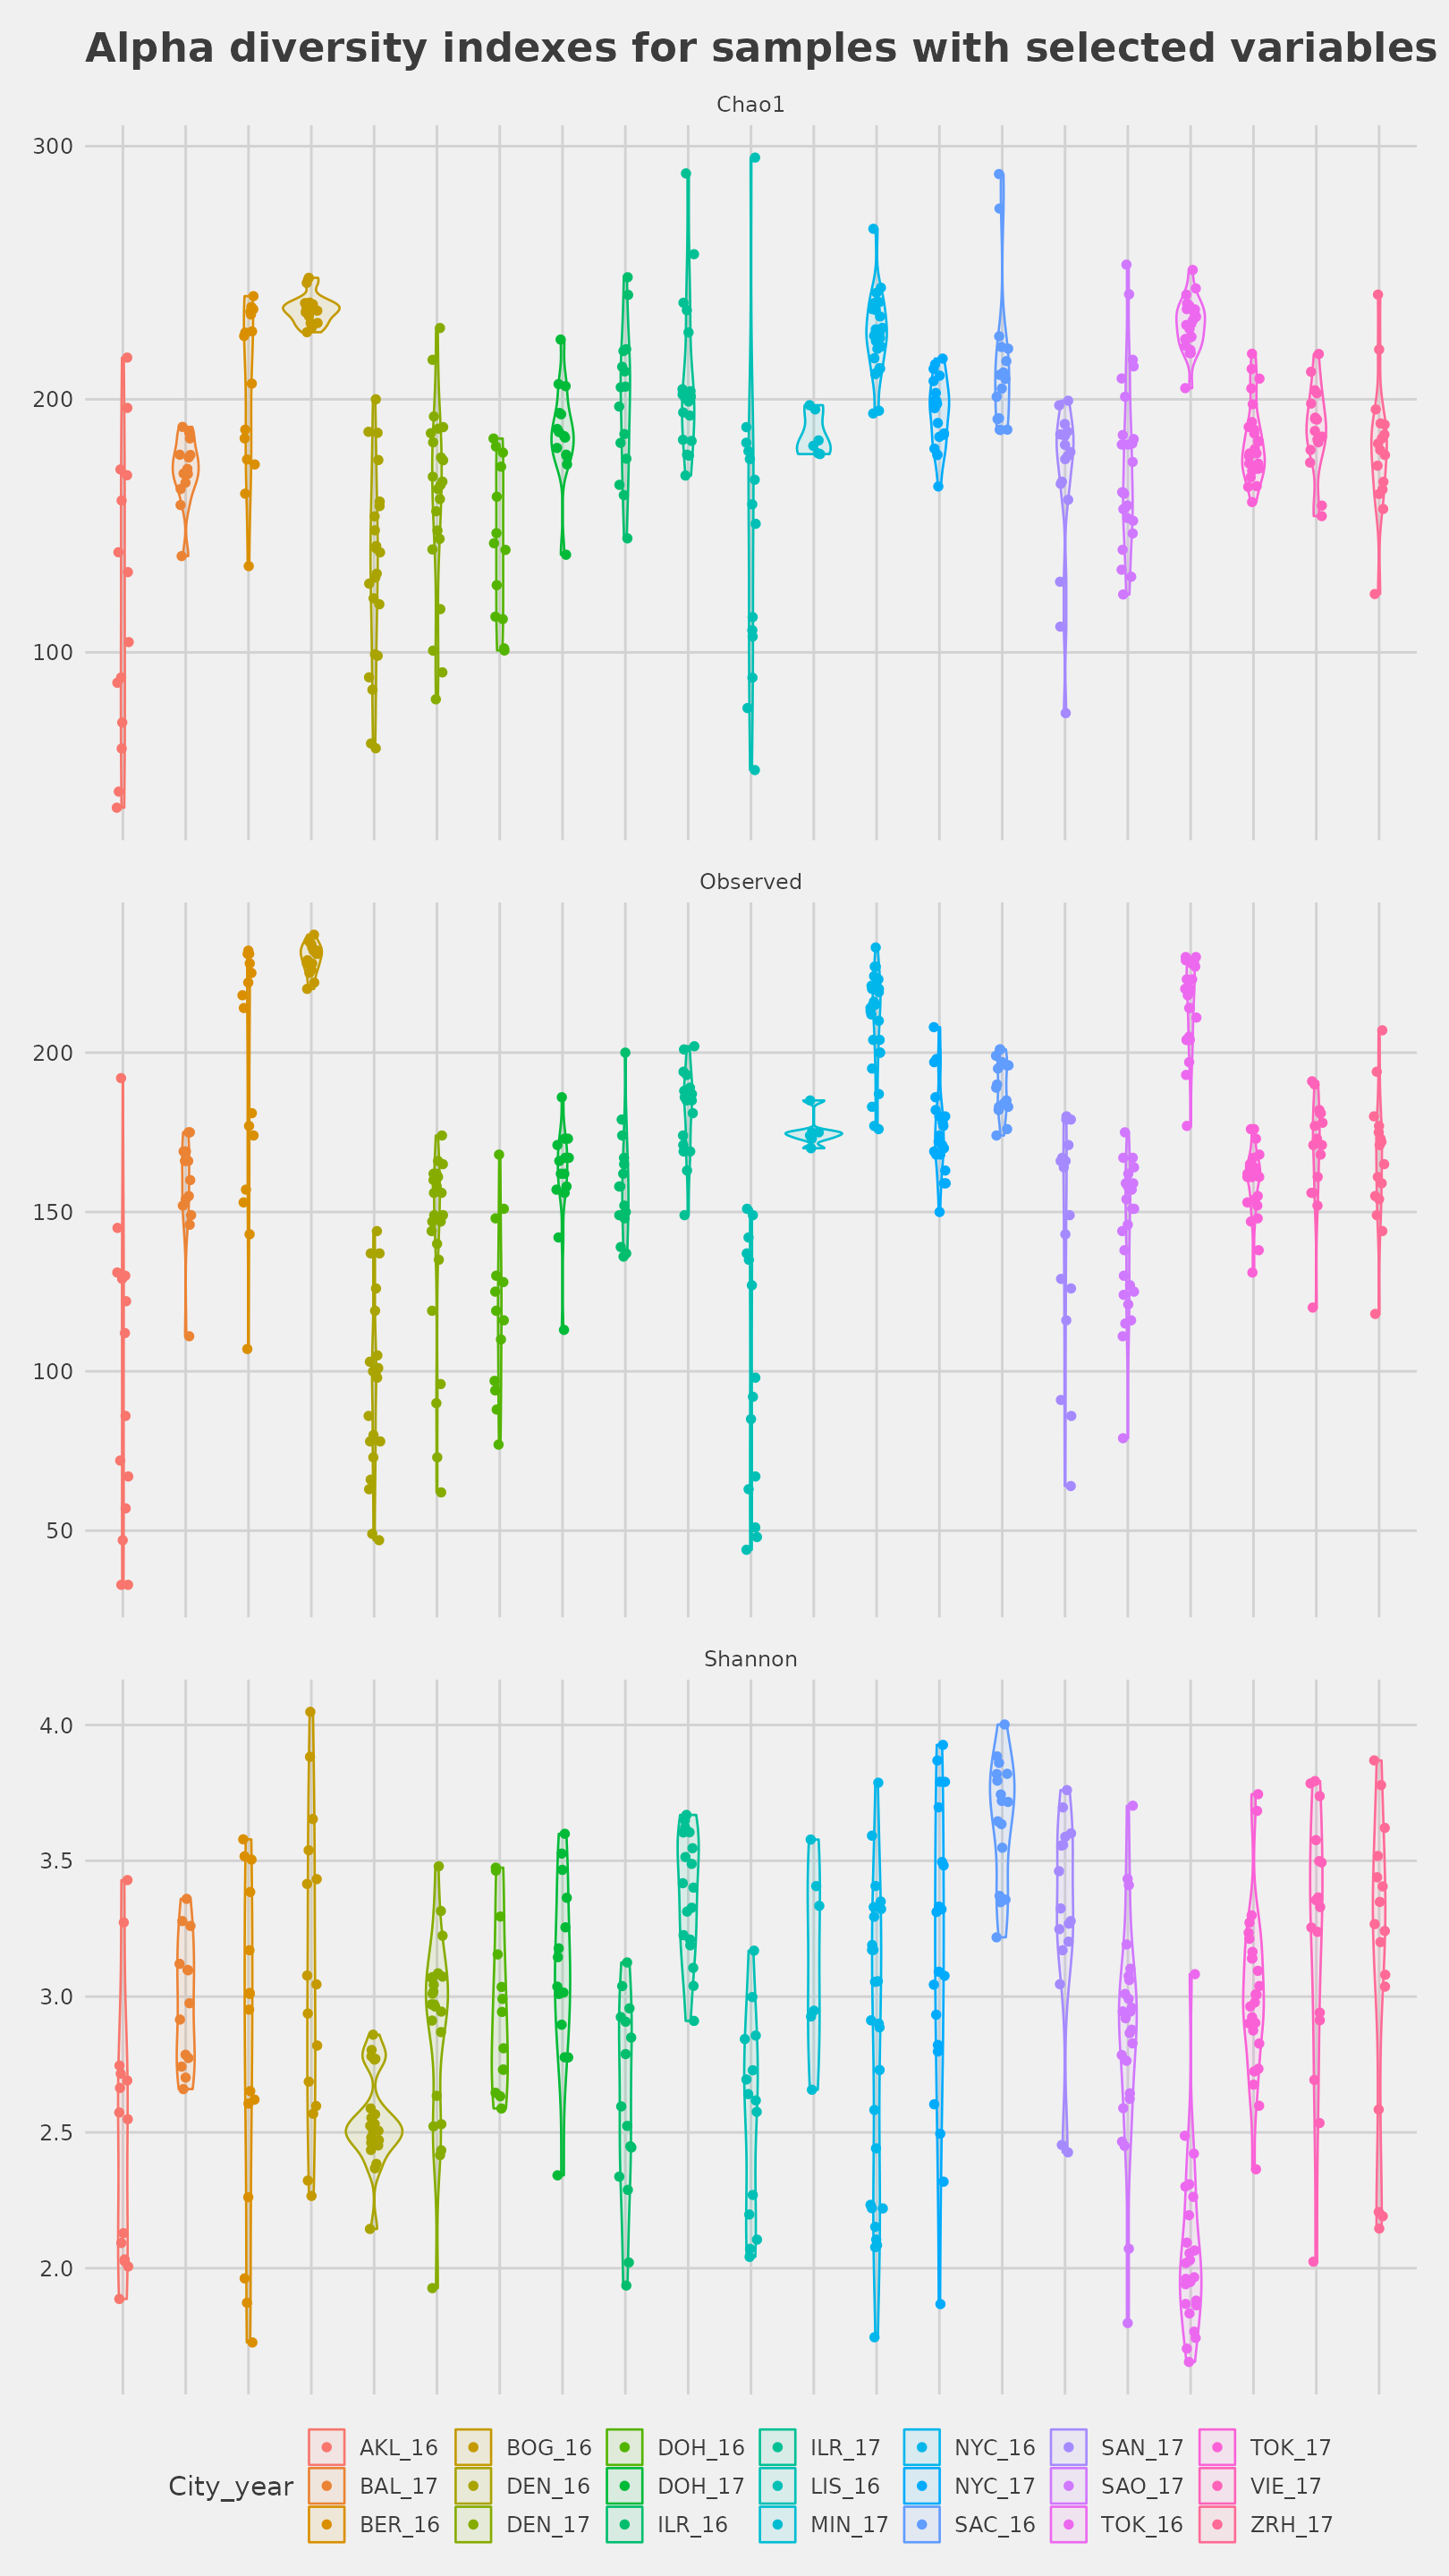 Alpha diversity indexes for samples with selected variables
Chao1
300
200
100
Observed
200
150
100
50
Shannon
4.0
3.5
3.0
2.5
2.0
AKL_16 BOG_16 DOH_16 ILR_17 NYC_16 SAN_17 TOK_17
City_year BAL_17 DEN_16 DOH_17 LIS_16 NYC_17 SAO_17 VIE_17
BER_16 DEN_17 ILR_16 MIN_17 SAC_16 TOK_16 ZRH_17